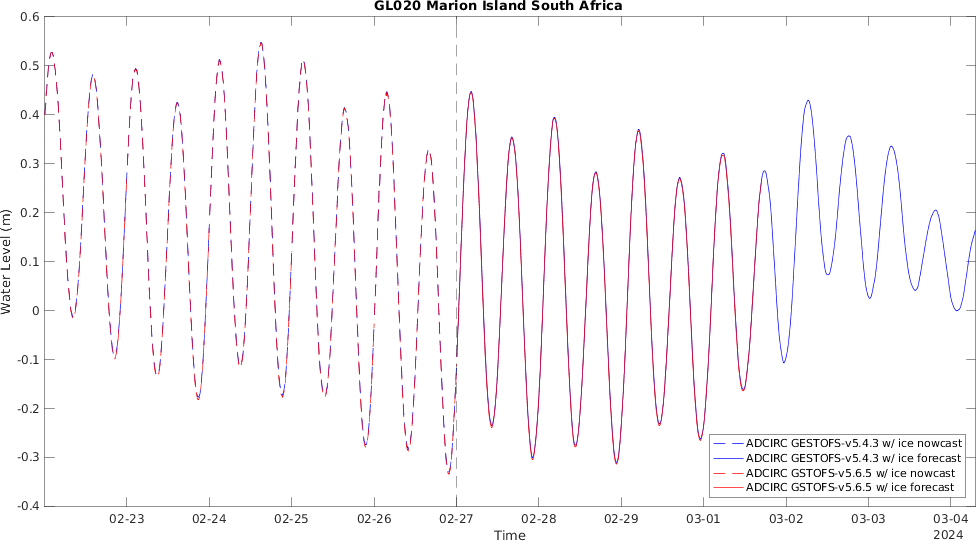 GL020 Marion Island South Africa
0.6
0.5
0.4
0.3
0.2
0.1
0
-0.1
-0.2
-0.3
-0.4
Water Level (m)
ADCIRC GESTOFS-v5.4.3 w/ ice nowcast
ADCIRC GESTOFS-v5.4.3 w/ ice forecast
ADCIRC GSTOFS-v5.6.5 w/ ice nowcast
ADCIRC GSTOFS-v5.6.5 w/ ice forecast
02-23 02-24 02-25 02-26 02-27 02-28 02-29 03-01 03-02 03-03 03-04
2024
Time